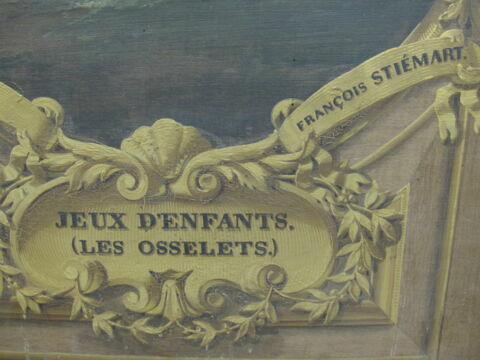 FRANÇOIS STIÉMART.
JEUX D'ENFANTS.
(LES OSSELETS.)